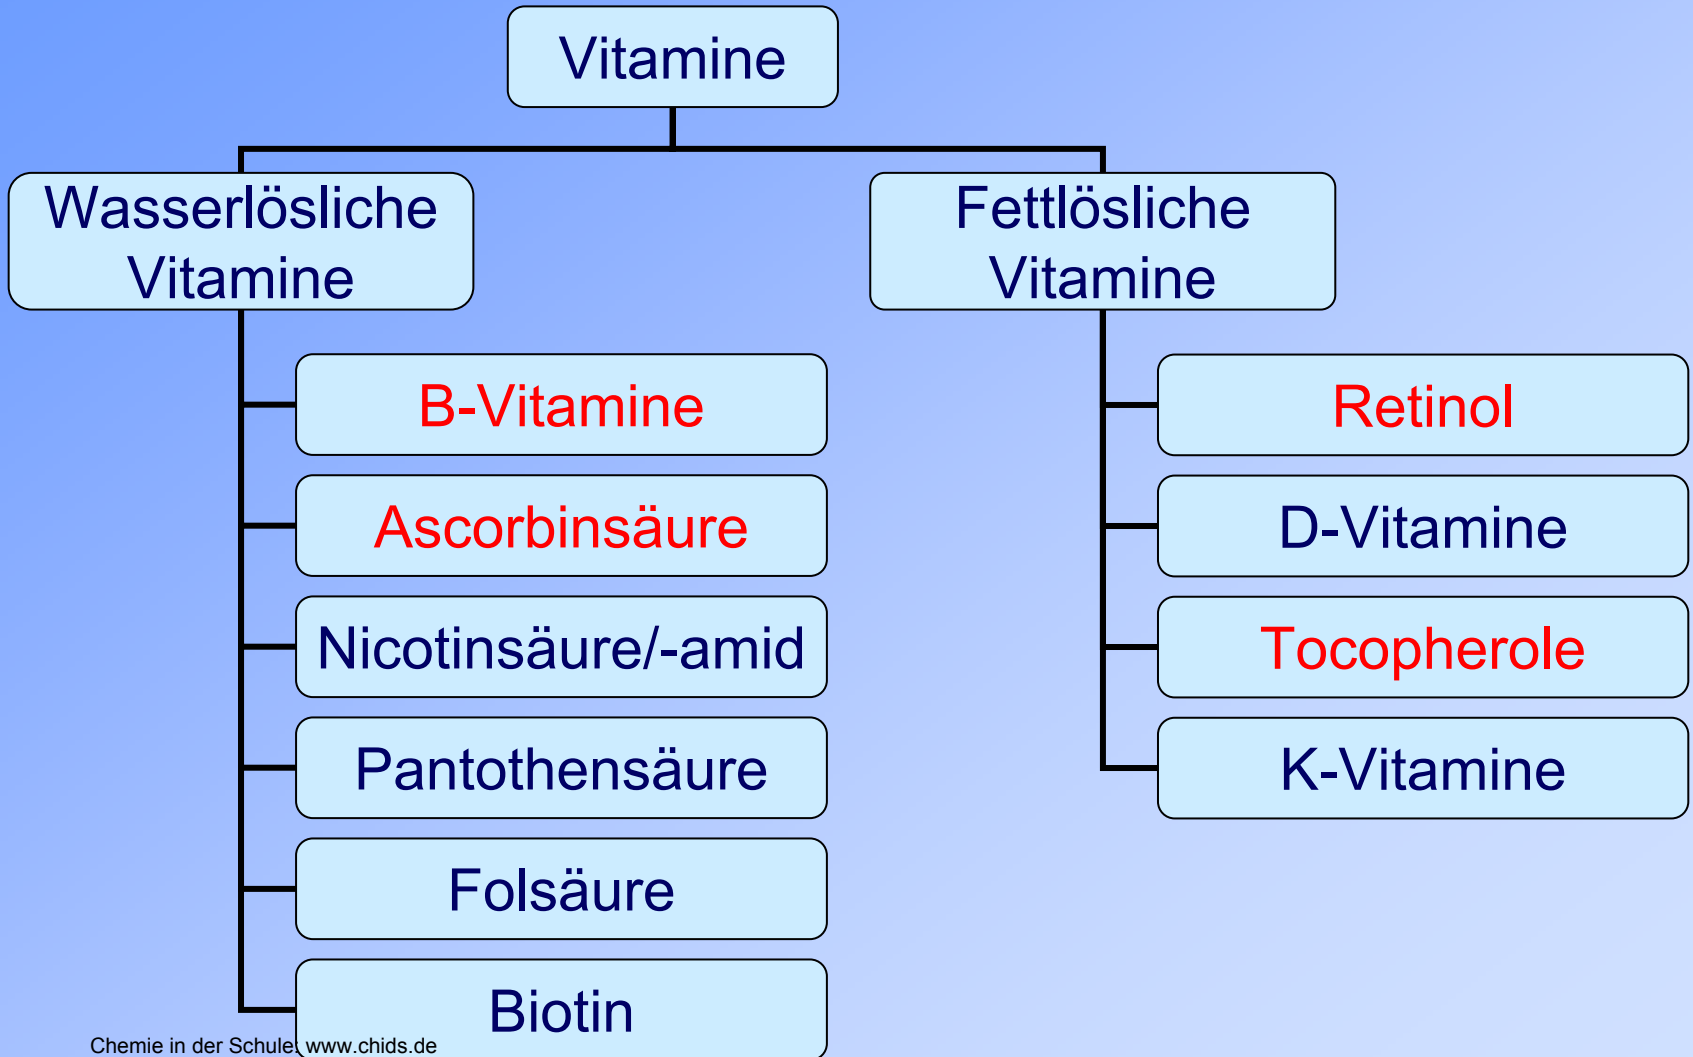 Vitamine
Wasserlösliche
Vitamine
B-Vitamine
Ascorbinsäure
Nicotinsäure/-amid
Pantothensäure
Folsäure
Biotin
Fettlösliche
Vitamine
Retinol
D-Vitamine
Tocopherole
K-Vitamine
Chemie in der Schule: www.chids.de